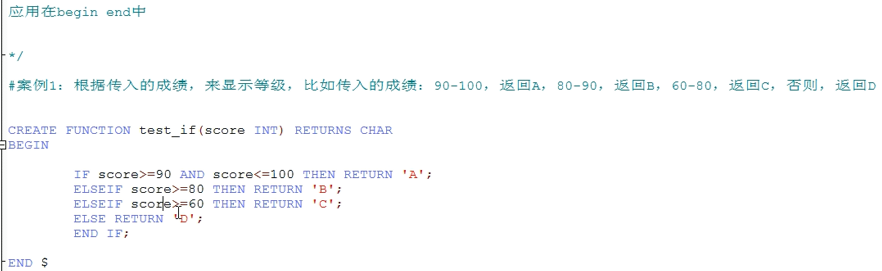 应用在begin end中
*/
#案例1：根据传入的成绩，来显示等级，比如传入的成绩：90-100，返回A，80-90，返回B，60-80，返回C，否则，返回D
CREATE FUNCTION test_if(score INT) RETURNS CHAR
BEGIN
IF score>=90 AND score<=100 THEN RETURN 'A';
ELSEIF score>=80 THEN RETURN 'B';
ELSEIF score>=60 THEN RETURN 'C';
ELSE RETURN 'D';
END IF;
END $